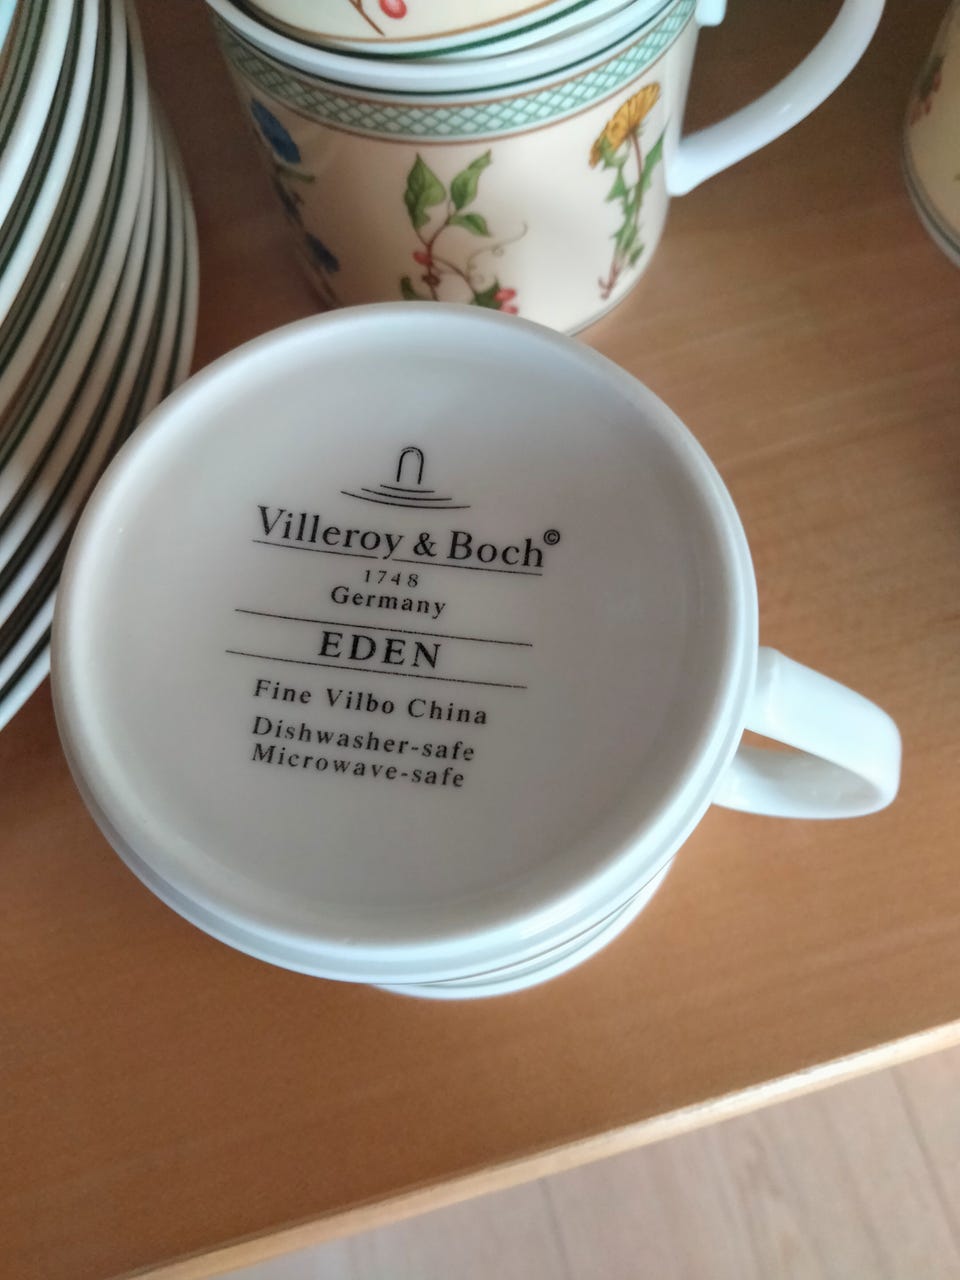 Villeroy & Boch©
1748
Germany
EDEN
Fine Vilbo China
Dishwasher-safe
Microwave-safe